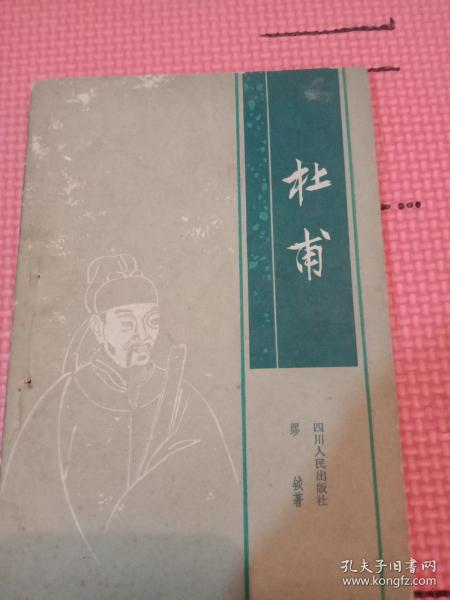 杜甫
四川人民出版社
缪 钺著
孔夫子旧书网
www.kongfz.com